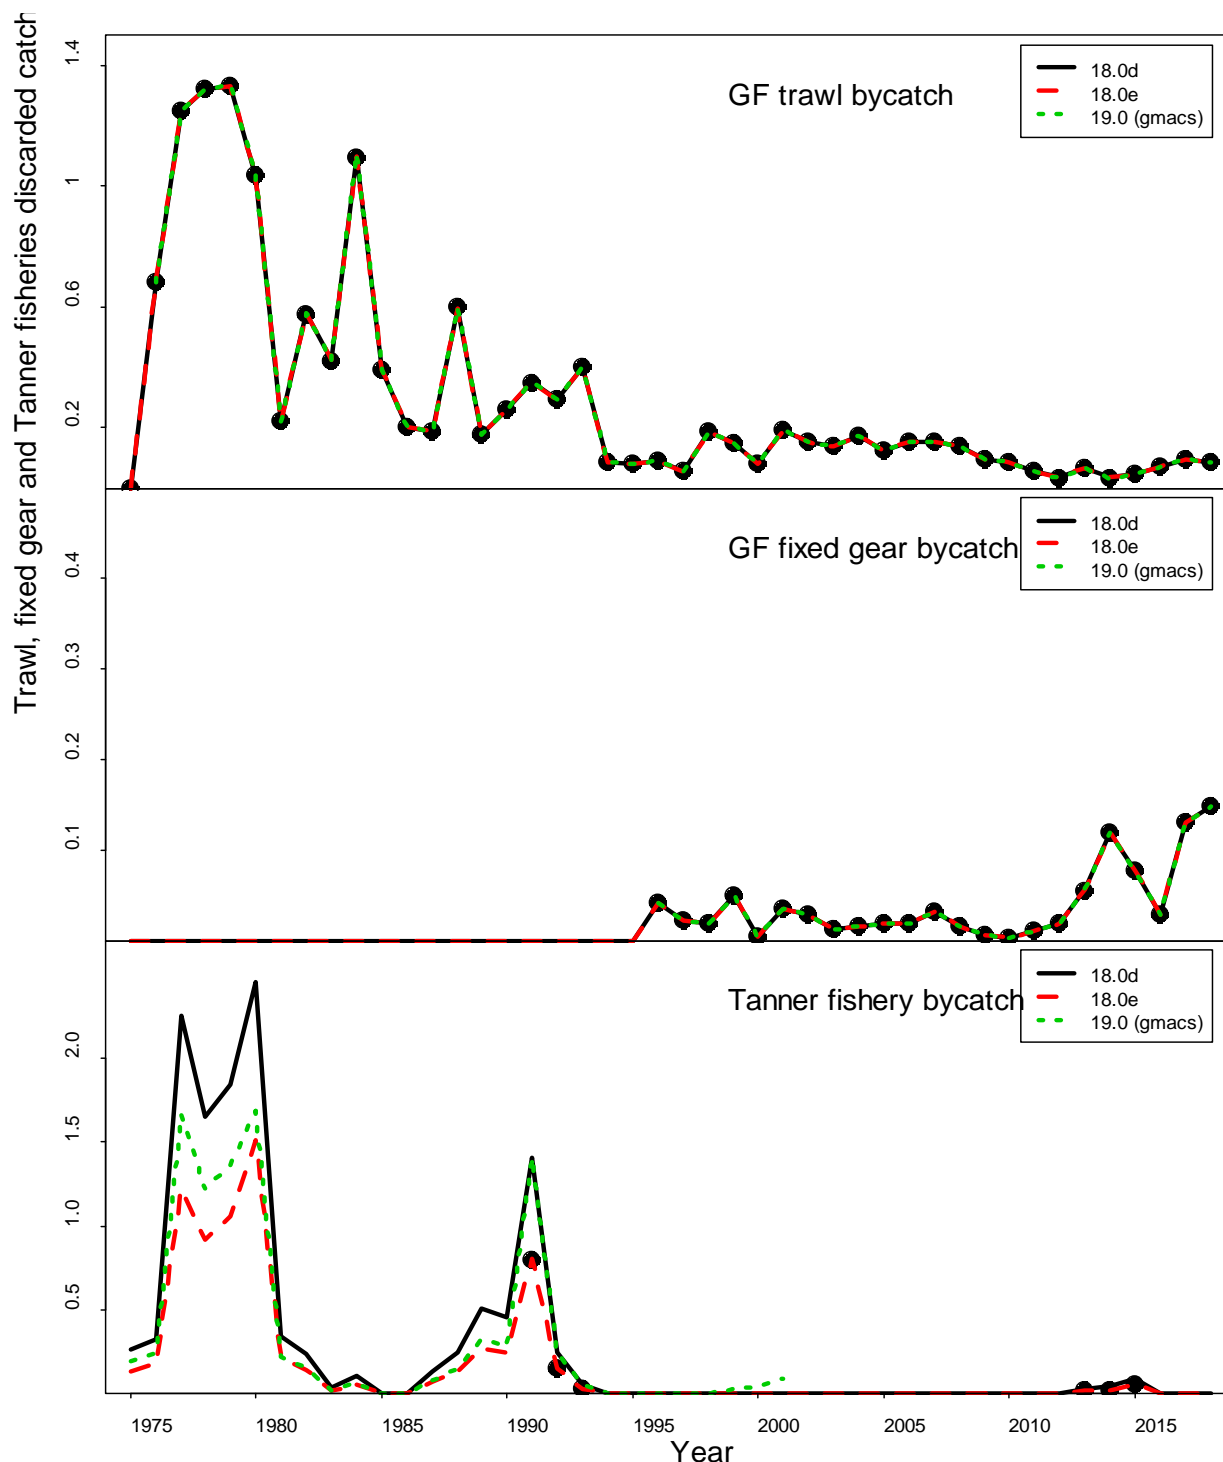 Trawl, fixed gear and Tanner fisheries discarded catch
1.4
1
0.6
0.2
GF trawl bycatch
18.0d
18.0e
19.0 (gmacs)
0.4
0.3
0.2
0.1
GF fixed gear bycatch
18.0d
18.0e
19.0 (gmacs)
2.0
1.5
1.0
0.5
Tanner fishery bycatch
18.0d
18.0e
19.0 (gmacs)
1975 1980 1985 1990 1995 2000 2005 2010 2015
Year